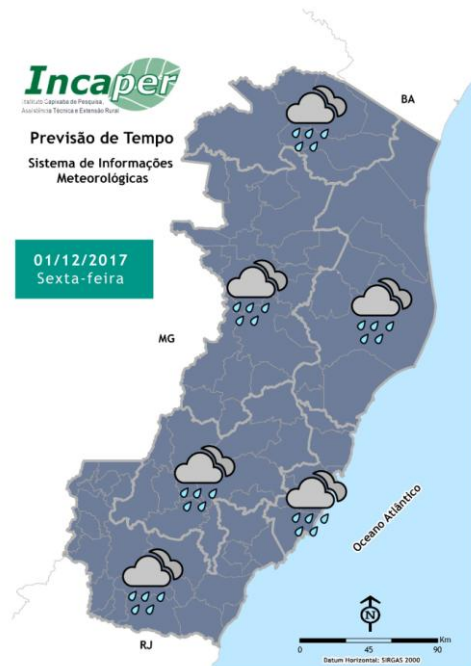 Incaper
Instituto Capixaba de Pesquisa,
Assistência Técnica e Extensão Rural
Previsão de Tempo
Sistema de Informações
Meteorológicas
01/12/2017
Sexta-feira
BA
MG
Oceano Atlântico
RJ
N
Km
0 45 90
Datum Horizontal: SIRGAS 2000